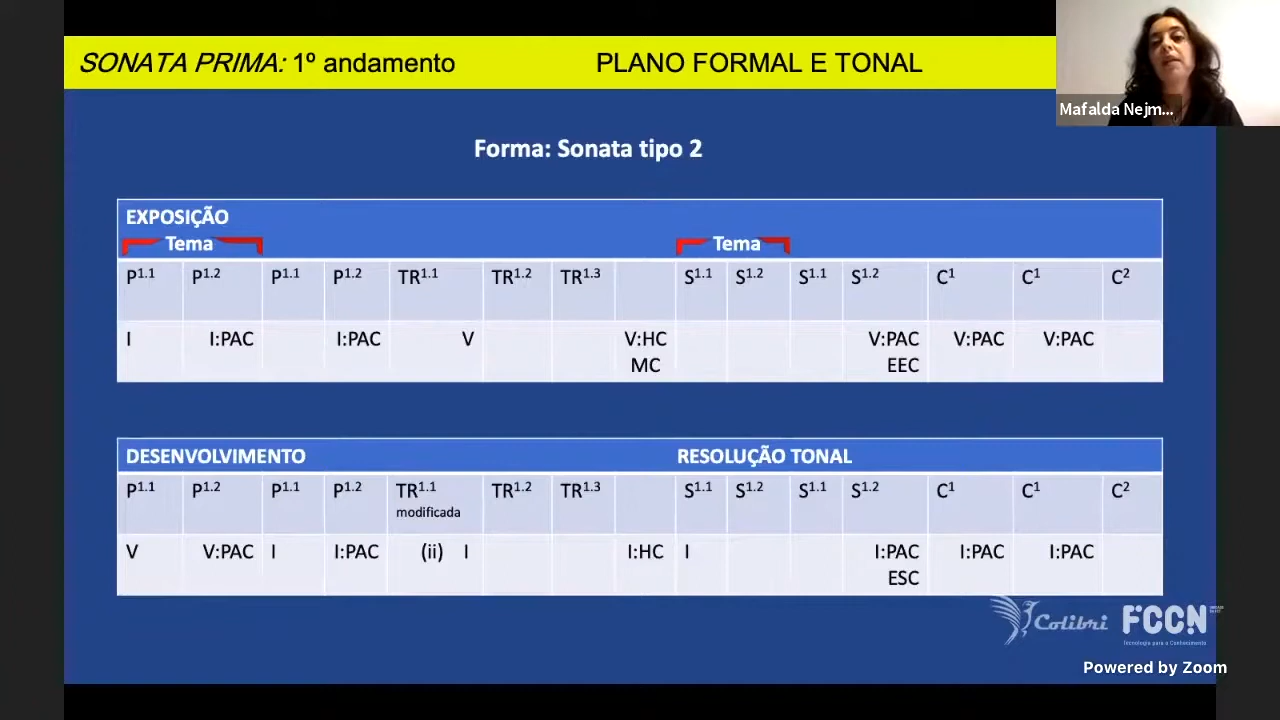 SONATA PRIMA: 1º andamento PLANO FORMAL E TONAL
Mafalda Nejm...
Forma: Sonata tipo 2
EXPOSIÇÃO
Tema Tema
P1.1 P1.2 P1.1 P1.2 TR1.1 TR1.2 TR1.3 S1.1 S1.2 S1.1 S1.2 C1 C1 C2
I I:PAC I:PAC V V:HC V:PAC V:PAC V:PAC
MC EEC
DESENVOLVIMENTO RESOLUÇÃO TONAL
P1.1 P1.2 P1.1 P1.2 TR1.1 TR1.2 TR1.3 S1.1 S1.2 S1.1 S1.2 C1 C1 C2
modificada
V V:PAC I I:PAC (ii) I I:HC I I:PAC I:PAC I:PAC
ESC
Colibri FCCN
Tecnologia para o Conhecimento
Powered by Zoom